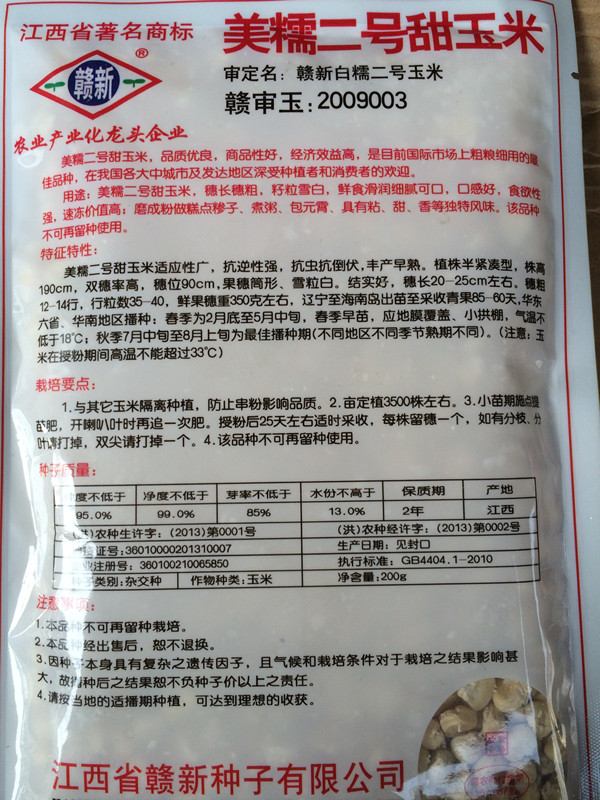 江西省著名商标
美糯二号甜玉米
®
赣新
审定名：赣新白糯二号玉米
赣审玉：2009003
农业产业化龙头企业
美糯二号甜玉米，品质优良，商品性好，经济效益高，是目前国际市场上粗粮细用的最
佳品种，在我国各大中城市及发达地区深受种植者和消费者的欢迎。
用途：美糯二号甜玉米，穗长穗粗，籽粒雪白，鲜食滑润细腻可口，口感好，食欲性
强，速冻价值高；磨成粉做糕点糁子、煮粥、包元宵、具有粘、甜、香等独特风味。该品种
不可再留种使用。
特征特性：
美糯二号甜玉米适应性广，抗逆性强，抗虫抗倒伏，丰产早熟。植株半紧凑型，株高
190cm，双穗率高，穗位90cm，果穗筒形、雪粒白。结实好，穗长20-25cm左右。穗粗
12-14行，行粒数35-40，鲜果穗重350克左右，辽宁至海南岛出苗至采收青果85-60天，华东
六省、华南地区播种：春季为2月底至5月中旬，春季早苗，应地膜覆盖、小拱棚，气温不
低于18℃；秋季7月中旬至8月上旬为最佳播种期(不同地区不同季节熟期不同)。(注意：玉
米在授粉期间高温不能超过33℃)
栽培要点：
1.与其它玉米隔离种植，防止串粉影响品质。2.亩定植3500株左右。3.小苗期施点提
苗肥，开喇叭叶时再追一次肥。授粉后25天左右适时采收，每株留穗一个，如有分枝、分
叶请打掉，双尖请打掉一个。4.该品种不可再留种使用。
种子质量：
纯度不低于 净度不低于 芽率不低于 水份不高于 保质期 产地
95.0% 99.0% 85% 13.0% 2年 江西
(洪)农种生许字：(2013)第0001号 (洪)农种经许字：(2013)第0002号
证号：36010000201310007 生产日期：见封口
注册号：360100210065850 执行标准：GB4404.1-2010
种子类别：杂交种 作物种类：玉米 净含量：200g
注意事项：
1.本品种不可再留种栽培。
2.本品种经出售后，恕不退换。
3.因种子本身具有复杂之遗传因子，且气候和栽培条件对于栽培之结果影响甚
大，故播种后之结果恕不负种子价以上之责任。
4.请按当地的适播期种植，可达到理想的收获。
江西省赣新种子有限公司